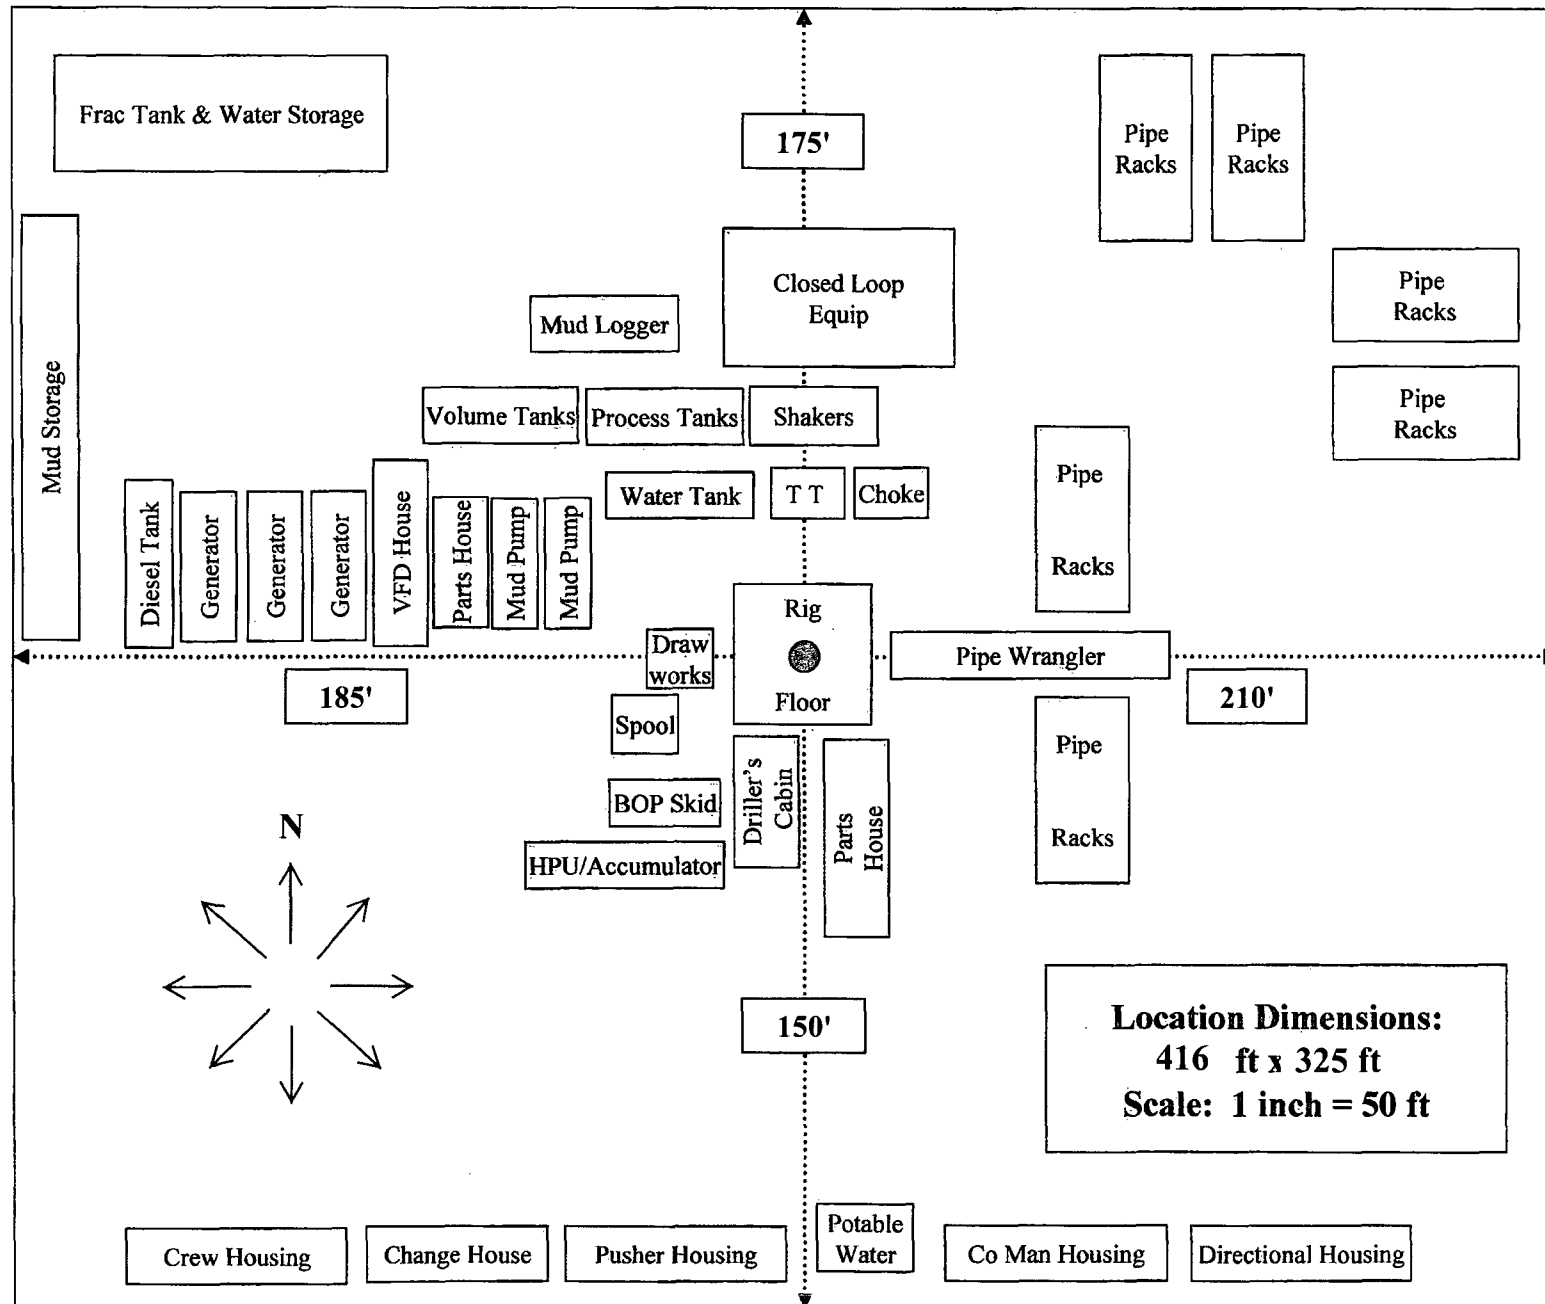 Frac Tank & Water Storage
175'
Pipe
Racks
Pipe
Racks
Closed Loop
Equip
Pipe
Racks
Mud Logger
Mud Storage
Volume Tanks
Process Tanks
Shakers
Pipe
Racks
Diesel Tank
Generator
Generator
Generator
VFD House
Parts House
Mud Pump
Mud Pump
Water Tank
T T
Choke
Pipe
Racks
Rig
Floor
Draw
works
Pipe Wrangler
185'
210'
Spool
Pipe
Racks
BOP Skid
Driller's
Cabin
Parts
House
HPU/Accumulator
N
150'
Location Dimensions:
416 ft x 325 ft
Scale: 1 inch = 50 ft
Crew Housing
Change House
Pusher Housing
Potable
Water
Co Man Housing
Directional Housing